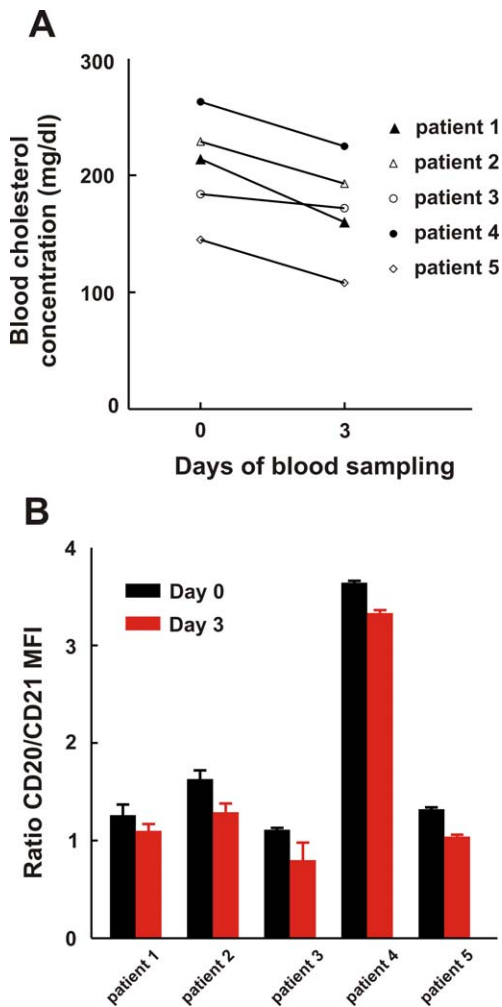 A
300
200
100
0
Blood cholesterol
concentration (mg/dl)
patient 1
patient 2
patient 3
patient 4
patient 5
0 3
Days of blood sampling
B
4
3
2
1
0
Ratio CD20/CD21 MFI
Day 0
Day 3
patient 1 patient 2 patient 3 patient 4 patient 5